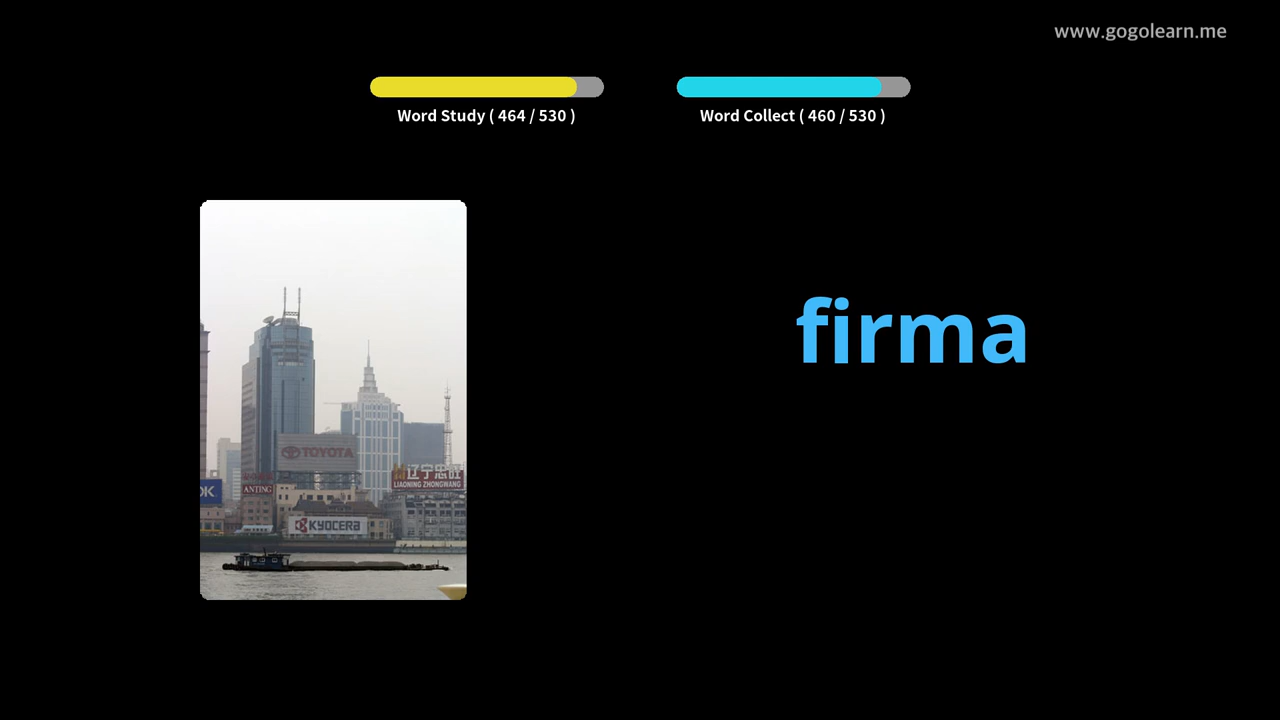 www.gogolearn.me
Word Study ( 464 / 530 )
Word Collect ( 460 / 530 )
firma
TOYOTA
辽宁忠旺
LIAONING ZHONGWANG
OK
ANTING
KYOCERA